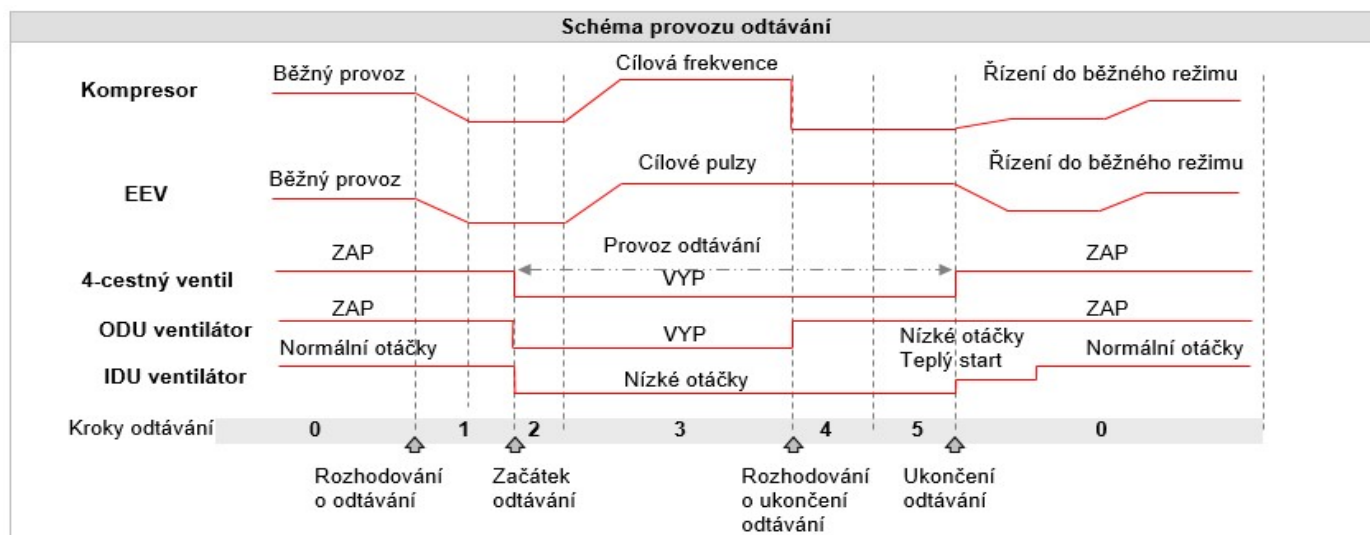 Schéma provozu odtávání
Běžný provoz
Cílová frekvence
Řízení do běžného režimu
Kompresor
Běžný provoz
Cílové pulzy
Řízení do běžného režimu
EEV
ZAP
Provoz odtávání
ZAP
4-cestný ventil
VYP
ZAP
ZAP
ODU ventilátor
VYP
Nízké otáčky
Teplý start
Normální otáčky
Normální otáčky
IDU ventilátor
Nízké otáčky
Kroky odtávání 0 1 2 3 4 5 0
Rozhodování
o odtávání
Začátek
odtávání
Rozhodování
o ukončení
odtávání
Ukončení
odtávání